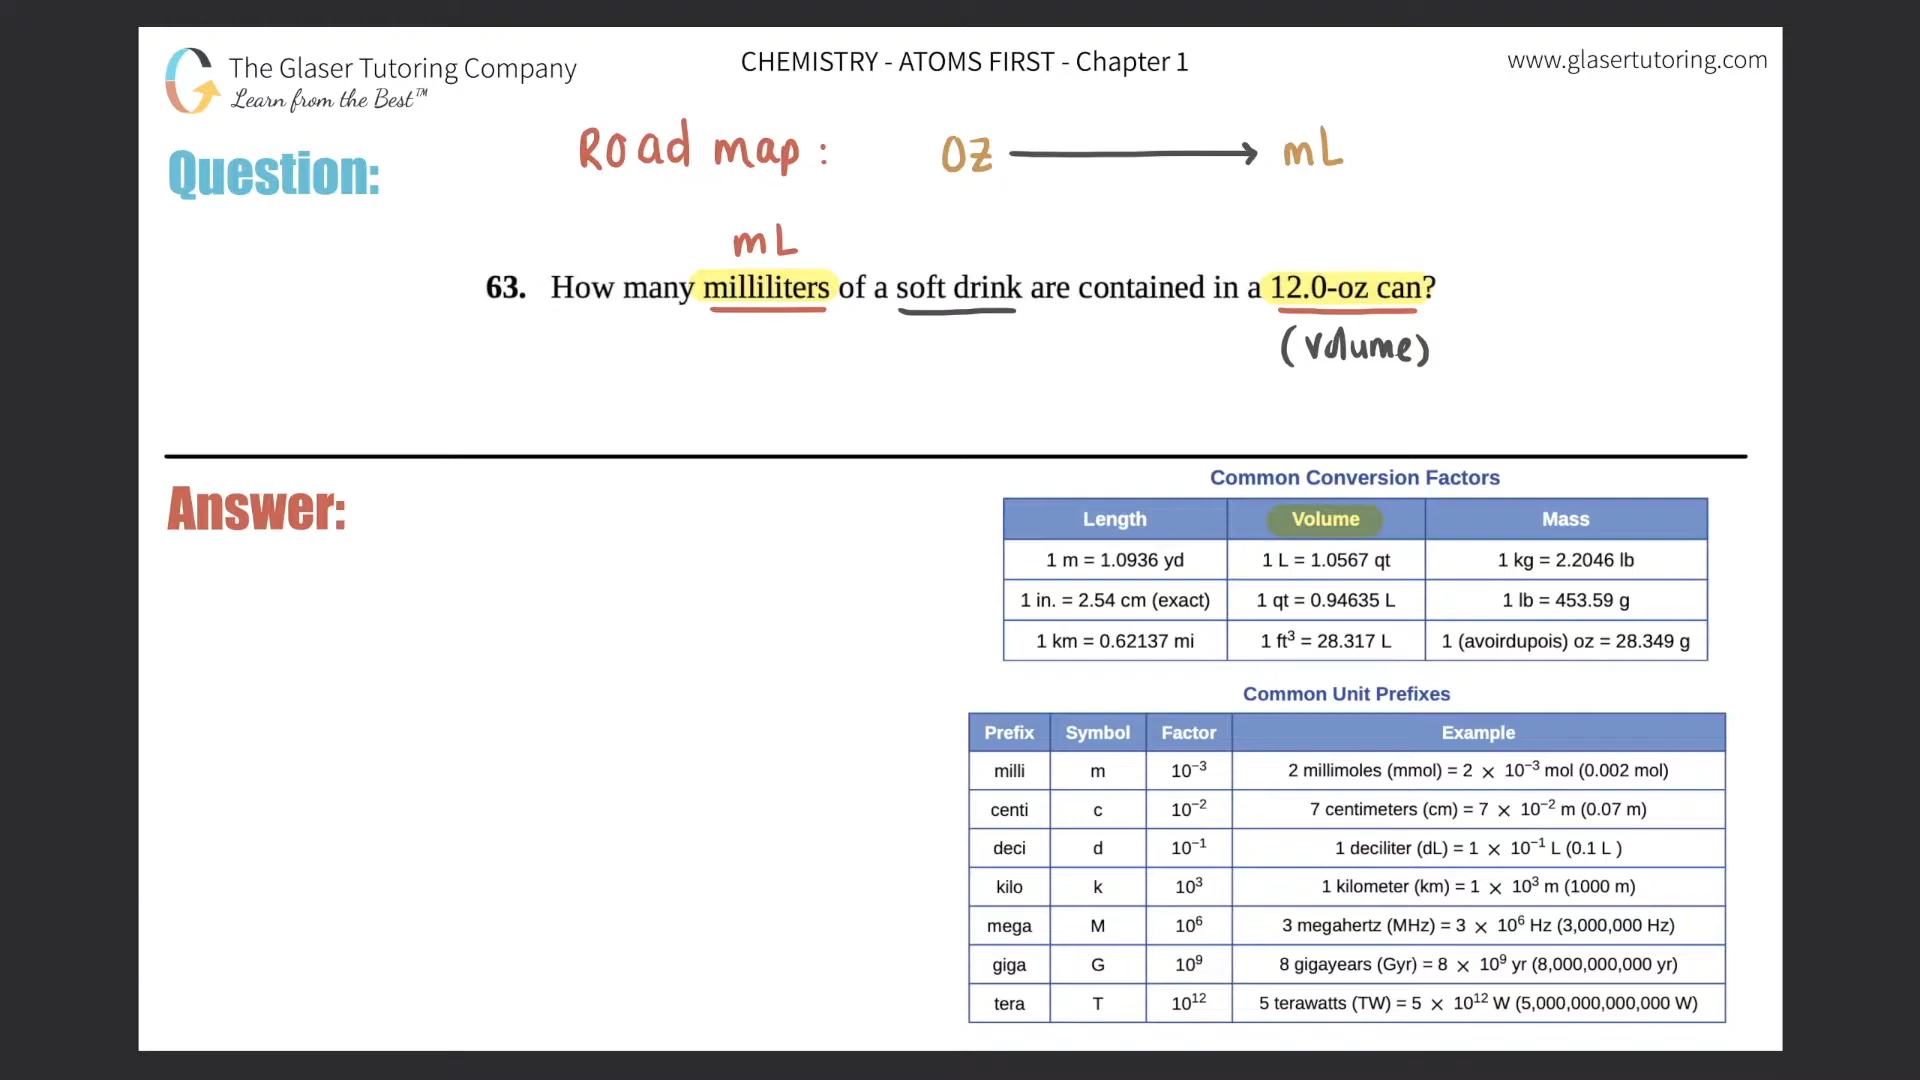 The Glaser Tutoring Company
Learn from the Best™
CHEMISTRY - ATOMS FIRST - Chapter 1
www.glasertutoring.com
Question:
Road map : oz → mL
mL
63. How many milliliters of a soft drink are contained in a 12.0-oz can?
(volume)
Answer:
Common Conversion Factors
Length Volume Mass
1 m = 1.0936 yd 1 L = 1.0567 qt 1 kg = 2.2046 lb
1 in. = 2.54 cm (exact) 1 qt = 0.94635 L 1 lb = 453.59 g
1 km = 0.62137 mi 1 ft³ = 28.317 L 1 (avoirdupois) oz = 28.349 g
Common Unit Prefixes
Prefix Symbol Factor Example
milli m 10⁻³ 2 millimoles (mmol) = 2 × 10⁻³ mol (0.002 mol)
centi c 10⁻² 7 centimeters (cm) = 7 × 10⁻² m (0.07 m)
deci d 10⁻¹ 1 deciliter (dL) = 1 × 10⁻¹ L (0.1 L )
kilo k 10³ 1 kilometer (km) = 1 × 10³ m (1000 m)
mega M 10⁶ 3 megahertz (MHz) = 3 × 10⁶ Hz (3,000,000 Hz)
giga G 10⁹ 8 gigayears (Gyr) = 8 × 10⁹ yr (8,000,000,000 yr)
tera T 10¹² 5 terawatts (TW) = 5 × 10¹² W (5,000,000,000,000 W)